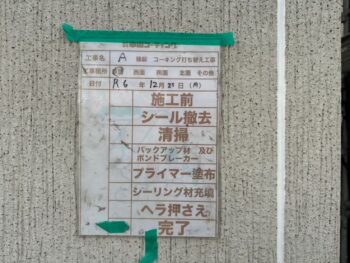 工事名 A 棟 コーキング打ち替え工事
工事箇所 西面 北面 その他
日付 R6年12月 日(月)
施工前
シール撤去
清掃
バックアップ材 及び
ボンドブレーカー
プライマー塗布
シーリング材充填
ヘラ押さえ
完了